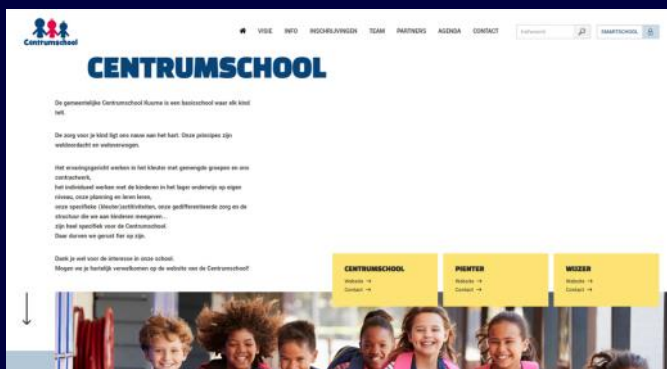 Centrumschool
VISIE INFO INSCHRIJVINGEN TEAM PARTNERS AGENDA CONTACT
SMARTSCHOOL
CENTRUMSCHOOL
De gemeentelijke Centrumschool Kuurne is een basisschool waar elk kind
telt.
De zorg voor je kind ligt ons nauw aan het hart. Onze principes zijn
weldoordacht en weloverwogen.
Het ervaringsgericht werken in het kleuter met gemengde groepen en ons
contractwerk,
het individueel werken met de kinderen in het lager onderwijs op eigen
niveau, onze planning en leren leren,
onze specifieke (kleuter)activiteiten, onze gedifferentieerde zorg en de
structuur die we aan kinderen meegeven...
zijn heel specifiek voor de Centrumschool.
Daar durven we gerust fier op zijn.
Dank je wel voor de interesse in onze school.
Mogen we je hartelijk verwelkomen op de website van de Centrumschool!
CENTRUMSCHOOL
Website →
Contact →
PIENTER
Website →
Contact →
WIJZER
Website →
Contact →